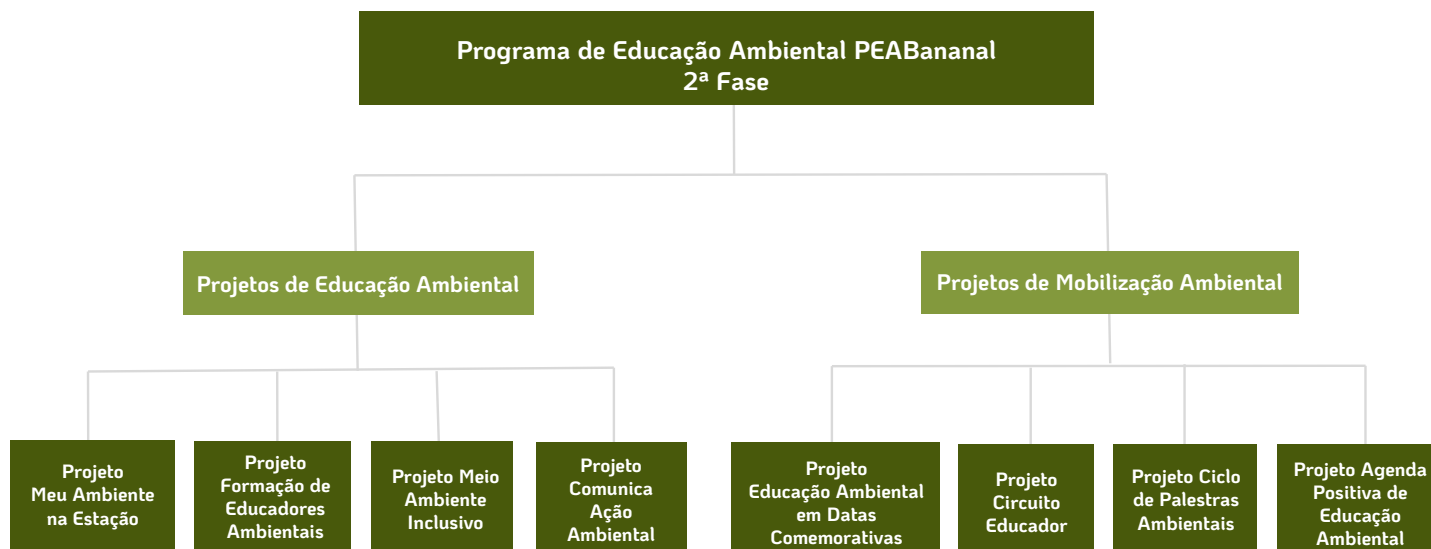 Programa de Educação Ambiental PEABananal
2ª Fase
Projetos de Educação Ambiental
Projetos de Mobilização Ambiental
Projeto
Meu Ambiente
na Estação
Projeto
Formação de
Educadores
Ambientais
Projeto Meio
Ambiente
Inclusivo
Projeto
Comunica
Ação
Ambiental
Projeto
Educação Ambiental
em Datas
Comemorativas
Projeto
Circuito
Educador
Projeto Ciclo
de Palestras
Ambientais
Projeto Agenda
Positiva de
Educação
Ambiental